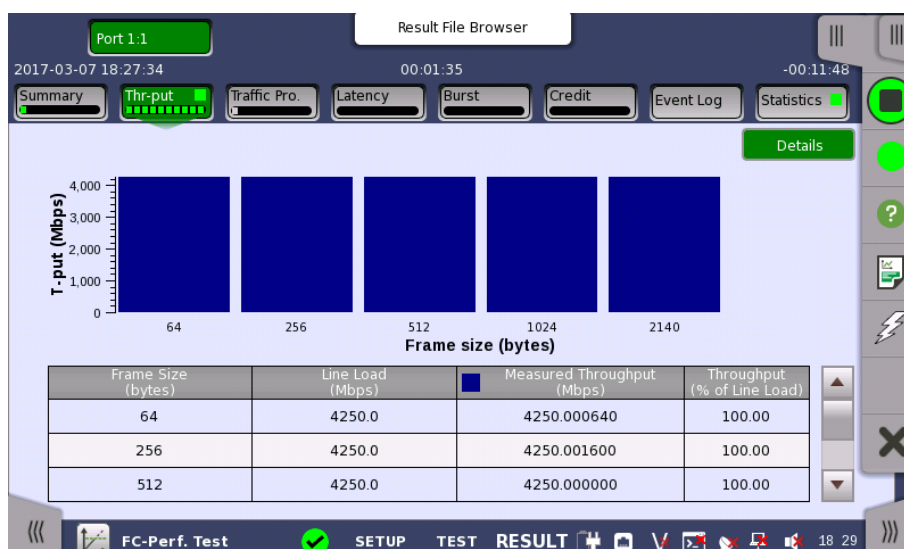 Port 1:1
Result File Browser
2017-03-07 18:27:34
00:01:35
-00:11:48
Summary
Thr-put
Traffic Pro.
Latency
Burst
Credit
Event Log
Statistics
Details
T-put (Mbps)
4,000
3,000
2,000
1,000
0
64 256 512 1024 2140
Frame size (bytes)
Frame Size (bytes) Line Load (Mbps) Measured Throughput (Mbps) Throughput (% of Line Load)
64 4250.0 4250.000640 100.00
256 4250.0 4250.001600 100.00
512 4250.0 4250.000000 100.00
FC-Perf. Test SETUP TEST RESULT 18 29